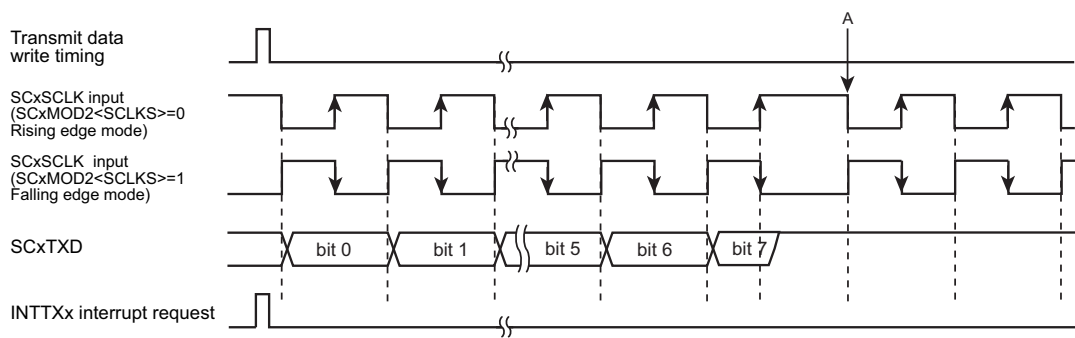 Transmit data
write timing
A
SCxSCLK input
(SCxMOD2<SCLKS>=0
Rising edge mode)
SCxSCLK input
(SCxMOD2<SCLKS>=1
Falling edge mode)
SCxTXD
bit 0
bit 1
bit 5
bit 6
bit 7
INTTXx interrupt request